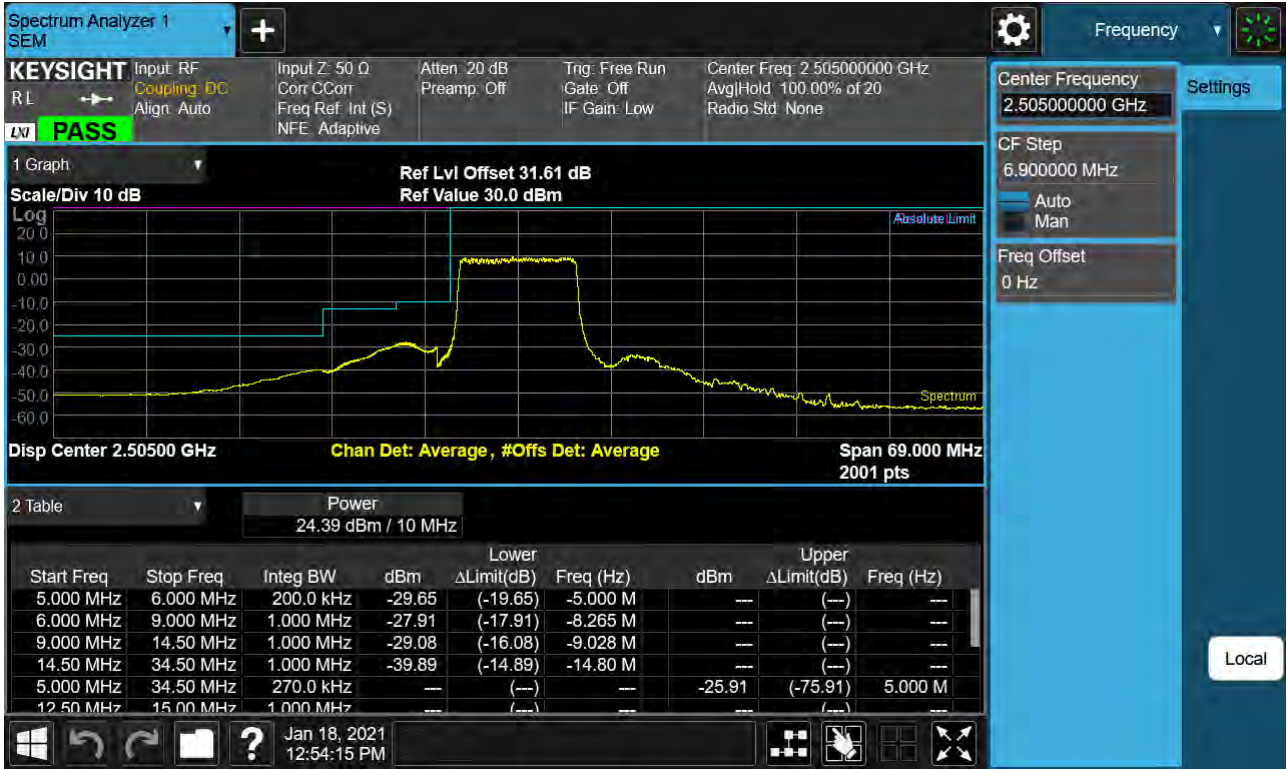 Spectrum Analyzer 1
SEM
Frequency
KEYSIGHT
Input: RF
Coupling: DC
Align: Auto
Input Z: 50 Ω
Corr CCorr
Freq Ref: Int (S)
NFE: Adaptive
Atten: 20 dB
Preamp: Off
Trig: Free Run
Gate: Off
IF Gain: Low
Center Freq: 2.505000000 GHz
Avg|Hold: 100.00% of 20
Radio Std: None
R L
LXI
PASS
Center Frequency
2.505000000 GHz
Settings
CF Step
6.900000 MHz
Auto
Man
Freq Offset
0 Hz
Local
1 Graph
Scale/Div 10 dB
Ref Lvl Offset 31.61 dB
Ref Value 30.0 dBm
Log
Absolute Limit
20.0
10.0
0.00
-10.0
-20.0
-30.0
-40.0
-50.0
-60.0
Spectrum
Disp Center 2.50500 GHz
Chan Det: Average, #Offs Det: Average
Span 69.000 MHz
2001 pts
2 Table
Power
24.39 dBm / 10 MHz
Lower Upper
Start Freq Stop Freq Integ BW dBm ΔLimit(dB) Freq (Hz) dBm ΔLimit(dB) Freq (Hz)
5.000 MHz 6.000 MHz 200.0 kHz -29.65 (-19.65) -5.000 M --- (---) ---
6.000 MHz 9.000 MHz 1.000 MHz -27.91 (-17.91) -8.265 M --- (---) ---
9.000 MHz 14.50 MHz 1.000 MHz -29.08 (-16.08) -9.028 M --- (---) ---
14.50 MHz 34.50 MHz 1.000 MHz -39.89 (-14.89) -14.80 M --- (---) ---
5.000 MHz 34.50 MHz 270.0 kHz --- (---) --- -25.91 (-75.91) 5.000 M
12.50 MHz 15.00 MHz 1.000 MHz --- (---) --- --- (---) ---
?
Jan 18, 2021
12:54:15 PM